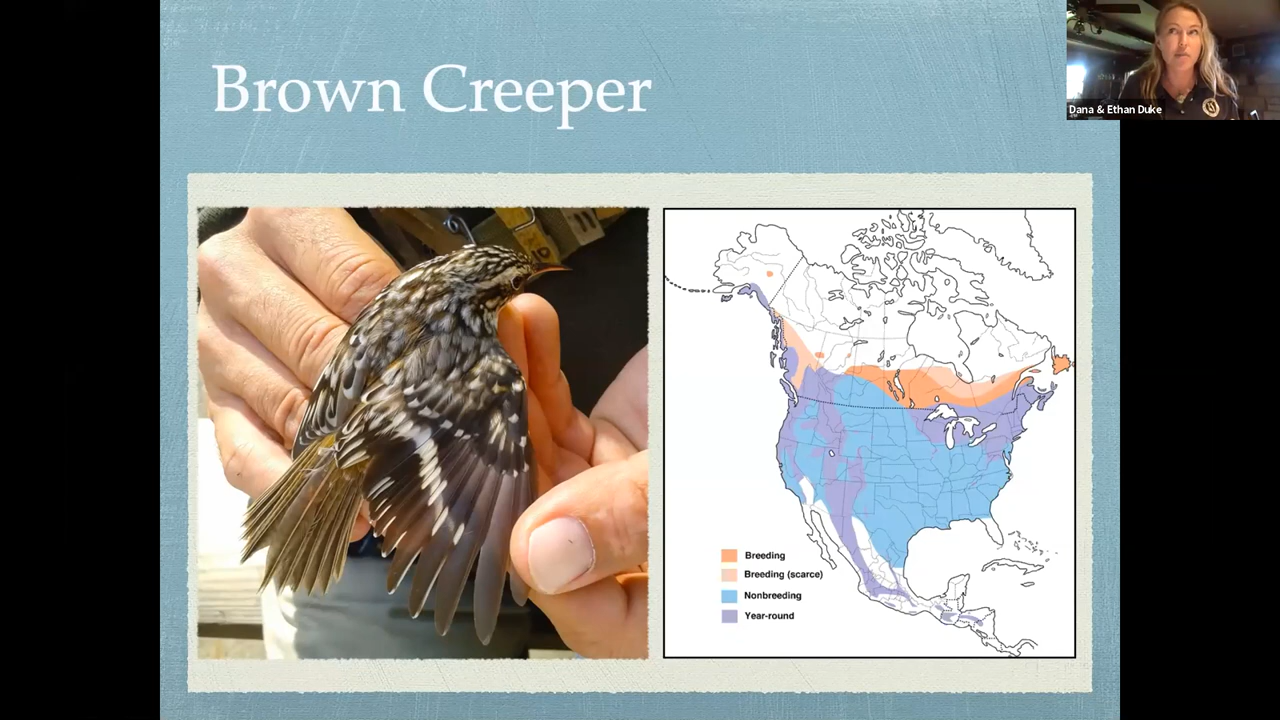 Brown Creeper
Dana & Ethan Duke
Breeding
Breeding (scarce)
Nonbreeding
Year-round